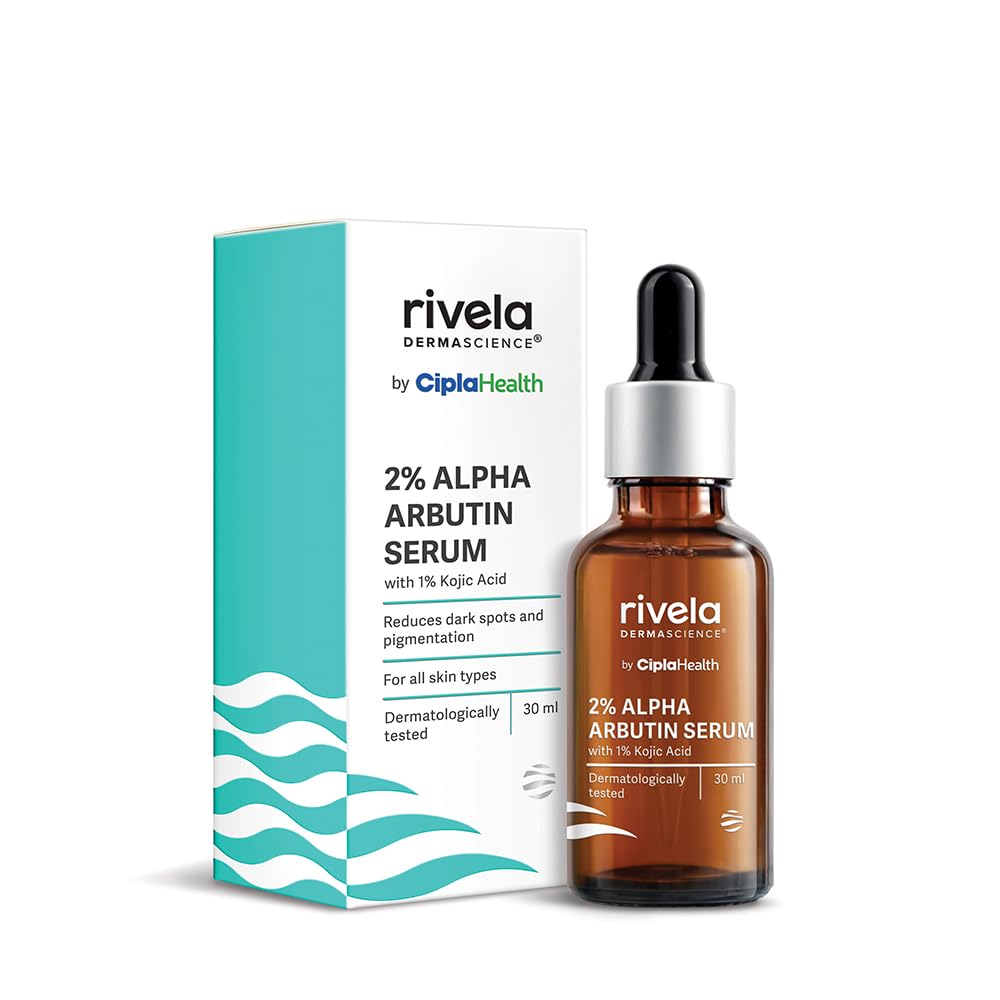 rivela
DERMASCIENCE®
by CiplaHealth
2% ALPHA
ARBUTIN
SERUM
with 1% Kojic Acid
Reduces dark spots and
pigmentation
For all skin types
Dermatologically
tested
30 ml
rivela
DERMASCIENCE®
by CiplaHealth
2% ALPHA
ARBUTIN SERUM
with 1% Kojic Acid
Dermatologically
tested
30 ml